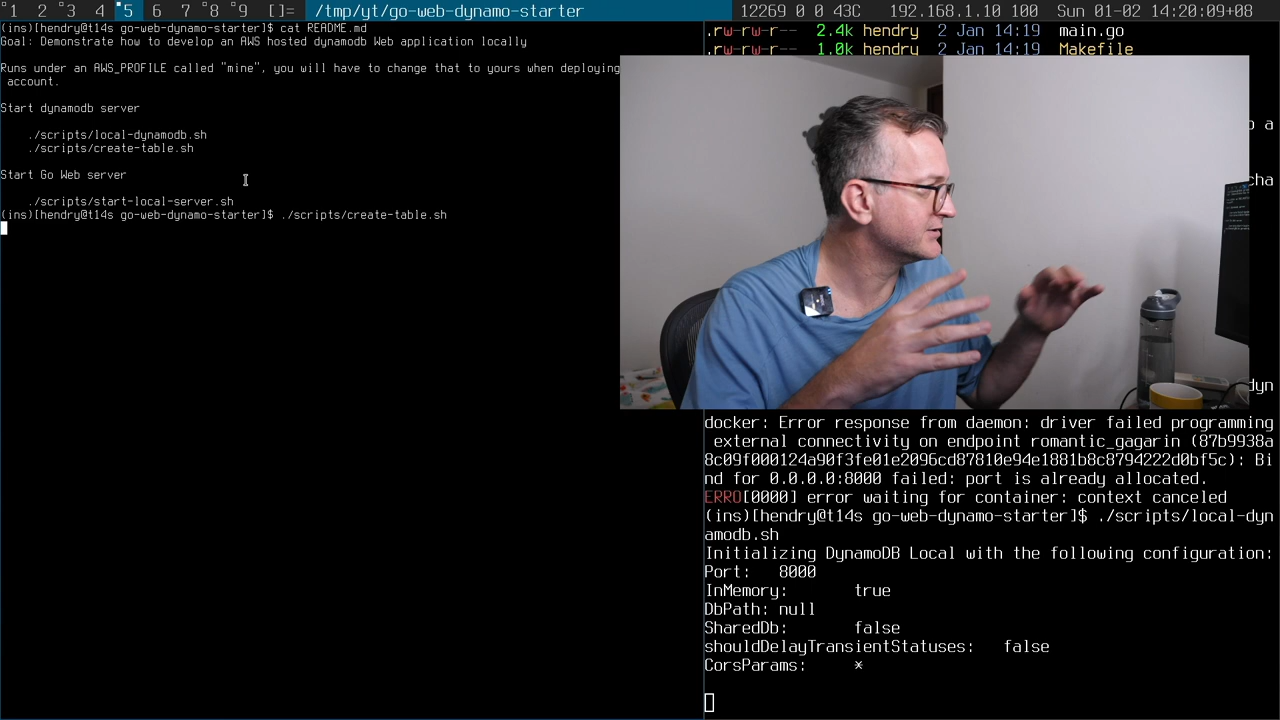 1 2 3 4 5 6 7 8 9 []= /tmp/yt/go-web-dynamo-starter 12269 0 0 43C 192.168.1.10 100 Sun 01-02 14:20:09+08
(ins)[hendry@t14s go-web-dynamo-starter]$ cat README.md
Goal: Demonstrate how to develop an AWS hosted dynamodb Web application locally
Runs under an AWS_PROFILE called "mine", you will have to change that to yours when deploying
account.
Start dynamodb server
./scripts/local-dynamodb.sh
./scripts/create-table.sh
Start Go Web server
./scripts/start-local-server.sh
(ins)[hendry@t14s go-web-dynamo-starter]$ ./scripts/create-table.sh
.rw-rw-r-- 2.4k hendry 2 Jan 14:19 main.go
.rw-rw-r-- 1.0k hendry 2 Jan 14:19 Makefile
o a
cha
dyn
docker: Error response from daemon: driver failed programming
external connectivity on endpoint romantic_gagarin (87b9938a
8c09f000124a90f3fe01e2096cd87810e94e1881b8c8794222d0bf5c): Bi
nd for 0.0.0.0:8000 failed: port is already allocated.
ERRO[0000] error waiting for container: context canceled
(ins)[hendry@t14s go-web-dynamo-starter]$ ./scripts/local-dyn
amodb.sh
Initializing DynamoDB Local with the following configuration:
Port: 8000
InMemory: true
DbPath: null
SharedDb: false
shouldDelayTransientStatuses: false
CorsParams: *